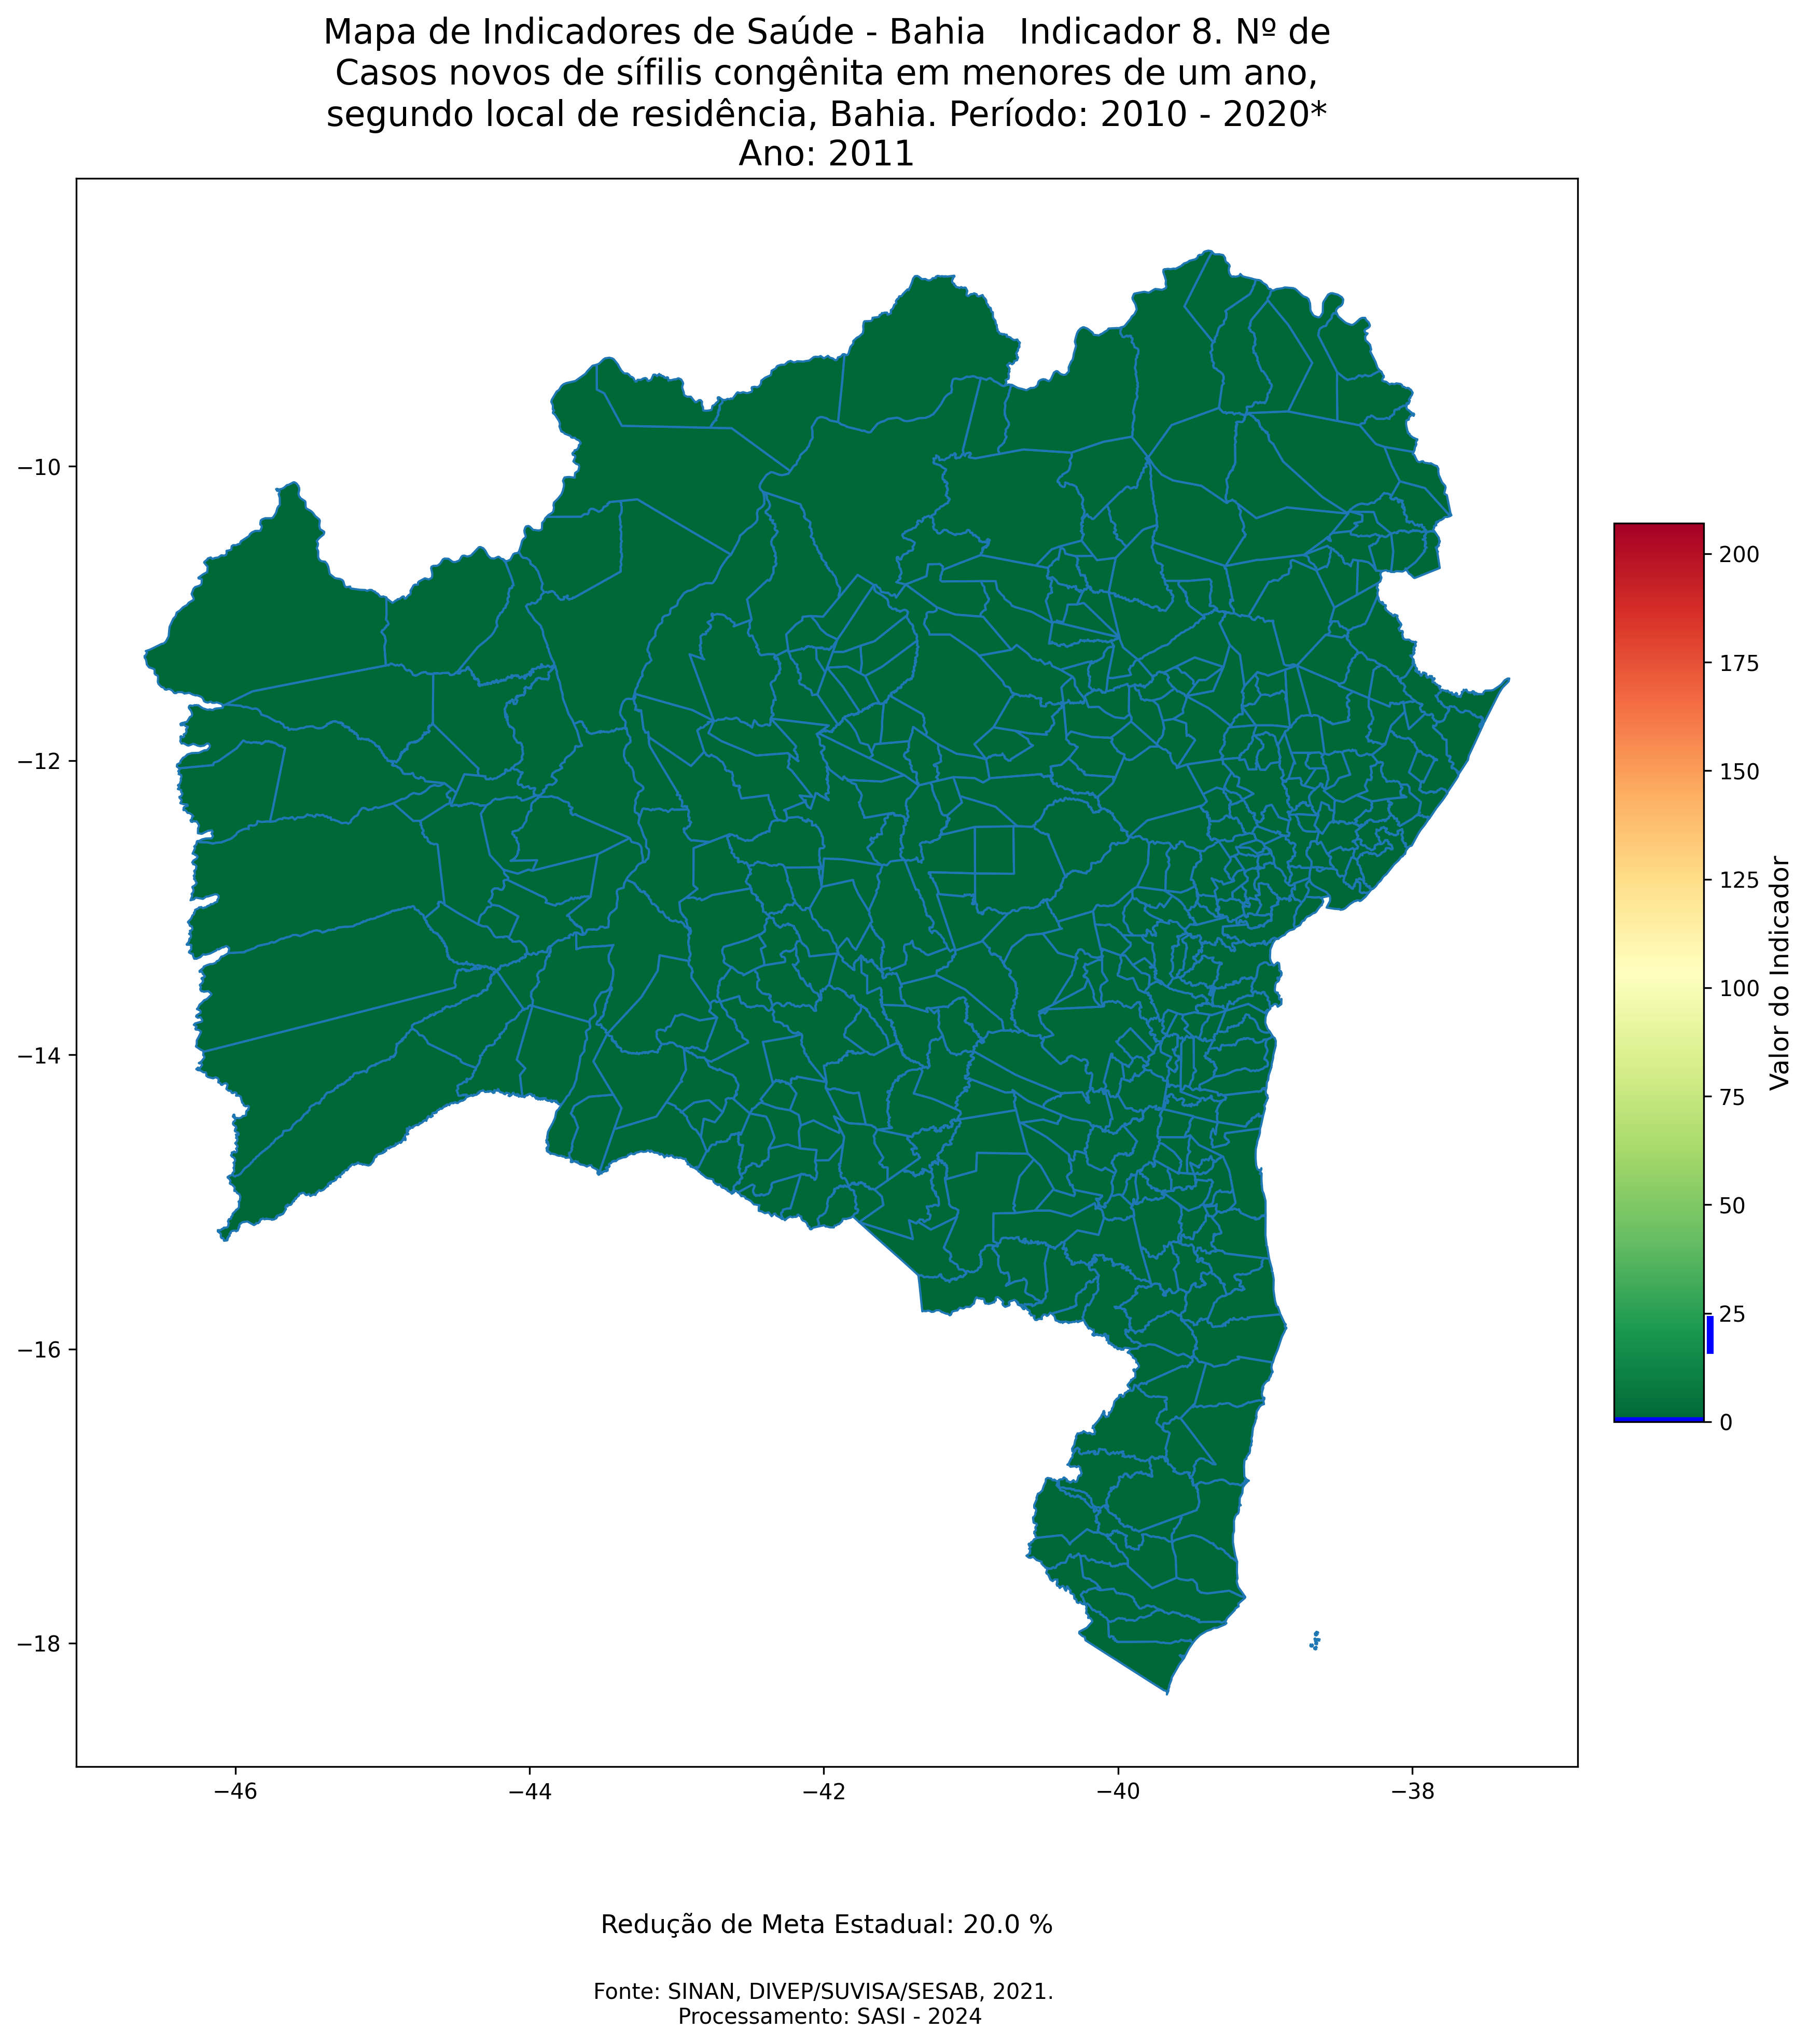 Mapa de Indicadores de Saúde - Bahia   Indicador 8. Nº de
Casos novos de sífilis congênita em menores de um ano,
segundo local de residência, Bahia. Período: 2010 - 2020*
Ano: 2011
−10
−12
−14
−16
−18
−46
−44
−42
−40
−38
200
175
150
125
100
75
50
25
0
Valor do Indicador
Redução de Meta Estadual: 20.0 %
Fonte: SINAN, DIVEP/SUVISA/SESAB, 2021.
Processamento: SASI - 2024